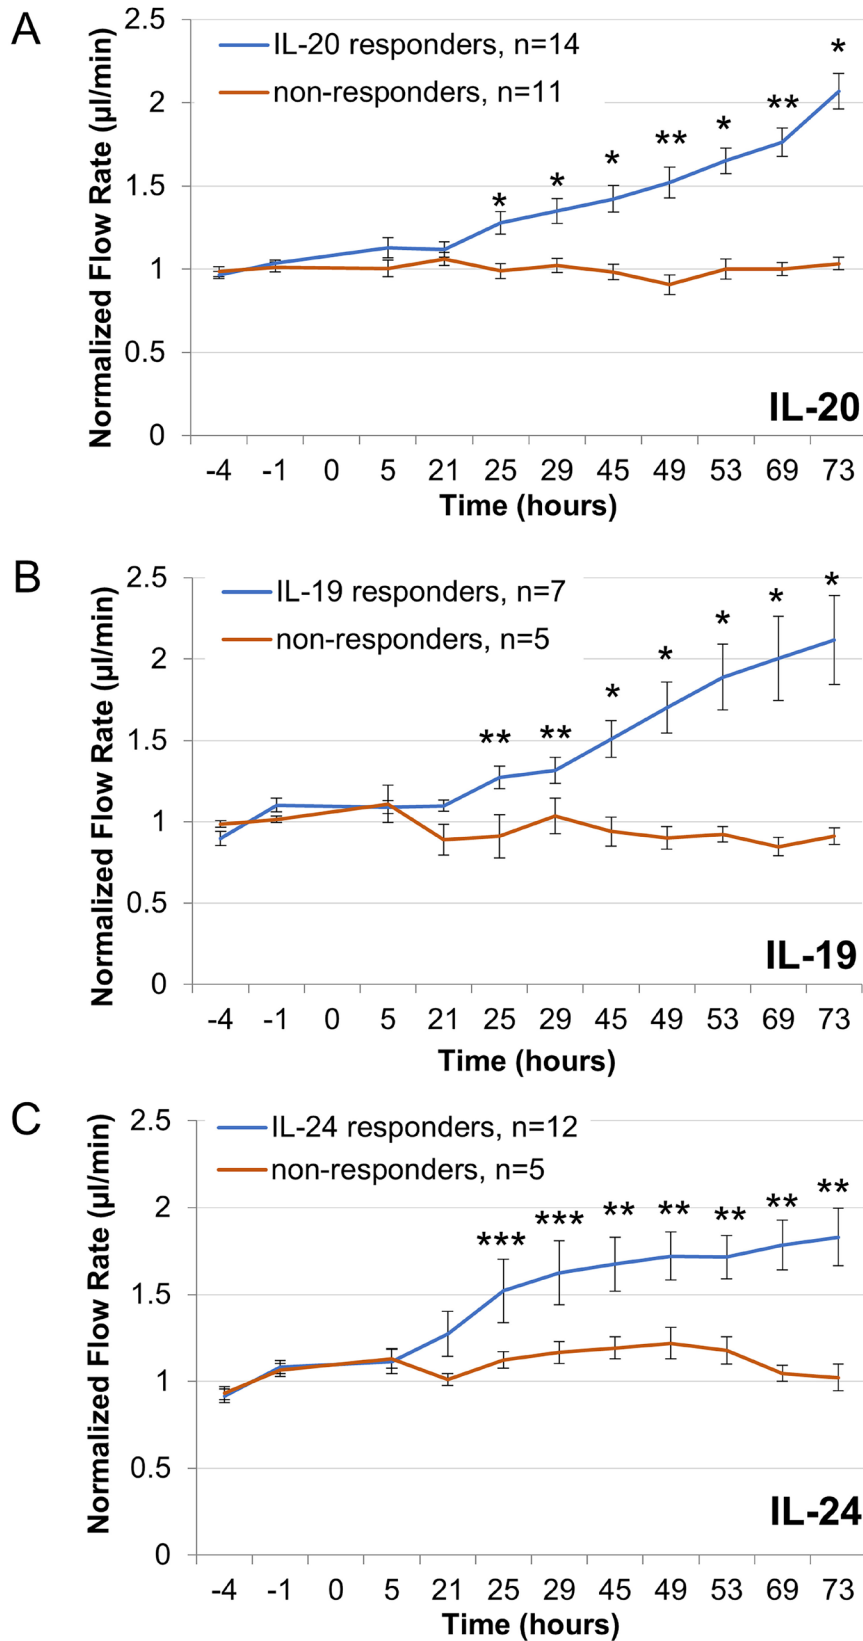 A
Normalized Flow Rate (µl/min)
2.5
2
1.5
1
0.5
0
IL-20 responders, n=14
non-responders, n=11
* * * ** * ** *
IL-20
-4 -1 0 5 21 25 29 45 49 53 69 73
Time (hours)
B
Normalized Flow Rate (µl/min)
2.5
2
1.5
1
0.5
0
IL-19 responders, n=7
non-responders, n=5
** ** * * * * *
IL-19
-4 -1 0 5 21 25 29 45 49 53 69 73
Time (hours)
C
Normalized Flow Rate (µl/min)
2.5
2
1.5
1
0.5
0
IL-24 responders, n=12
non-responders, n=5
*** *** ** ** ** ** **
IL-24
-4 -1 0 5 21 25 29 45 49 53 69 73
Time (hours)